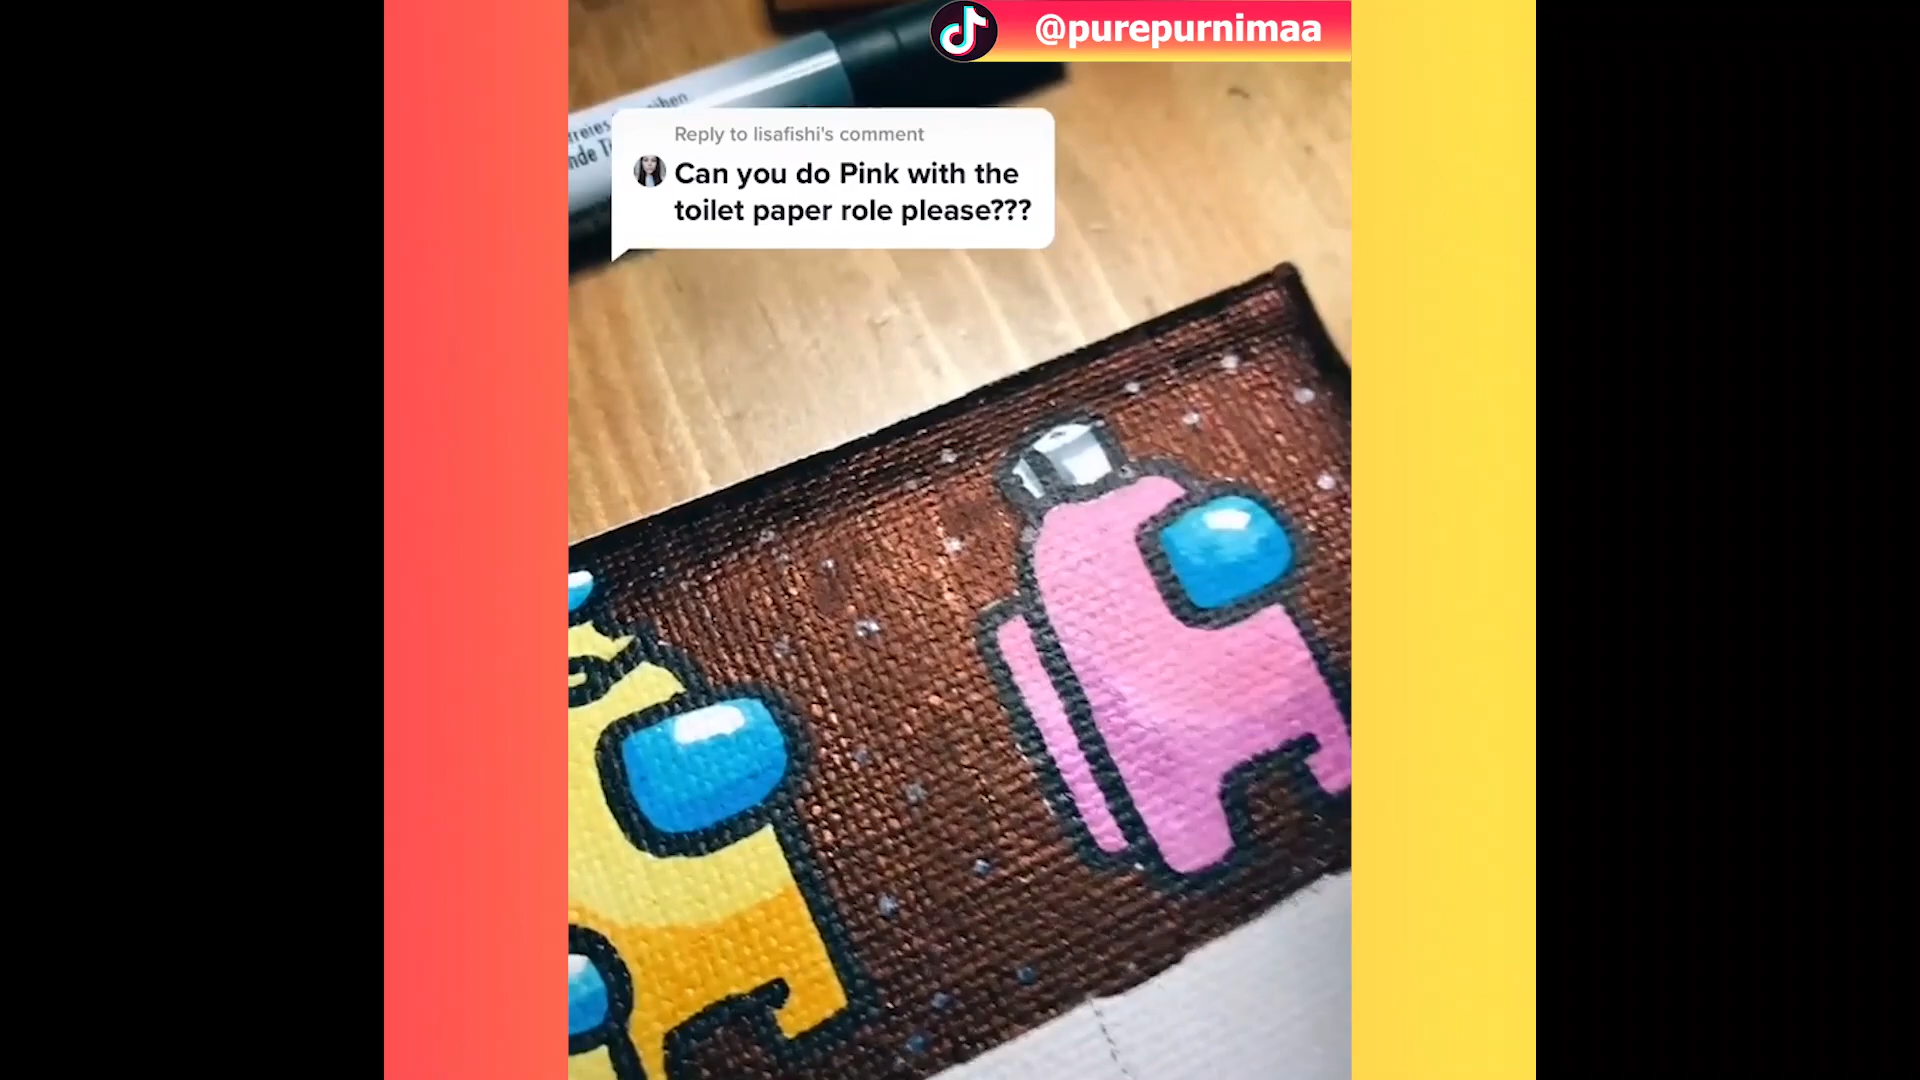 @purepurnimaa
Reply to lisafishi's comment
Can you do Pink with the
toilet paper role please???